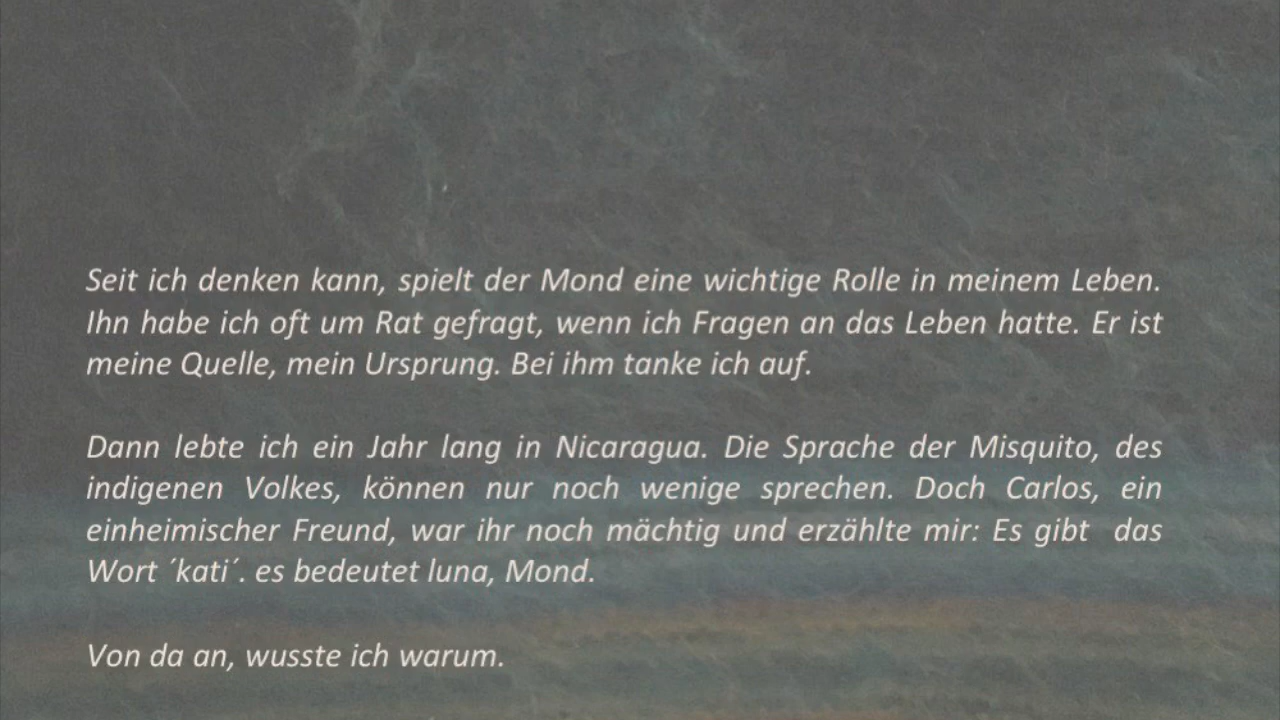 Seit ich denken kann, spielt der Mond eine wichtige Rolle in meinem Leben.
Ihn habe ich oft um Rat gefragt, wenn ich Fragen an das Leben hatte. Er ist
meine Quelle, mein Ursprung. Bei ihm tanke ich auf.
Dann lebte ich ein Jahr lang in Nicaragua. Die Sprache der Misquito, des
indigenen Volkes, können nur noch wenige sprechen. Doch Carlos, ein
einheimischer Freund, war ihr noch mächtig und erzählte mir: Es gibt  das
Wort ´kati´. es bedeutet luna, Mond.
Von da an, wusste ich warum.